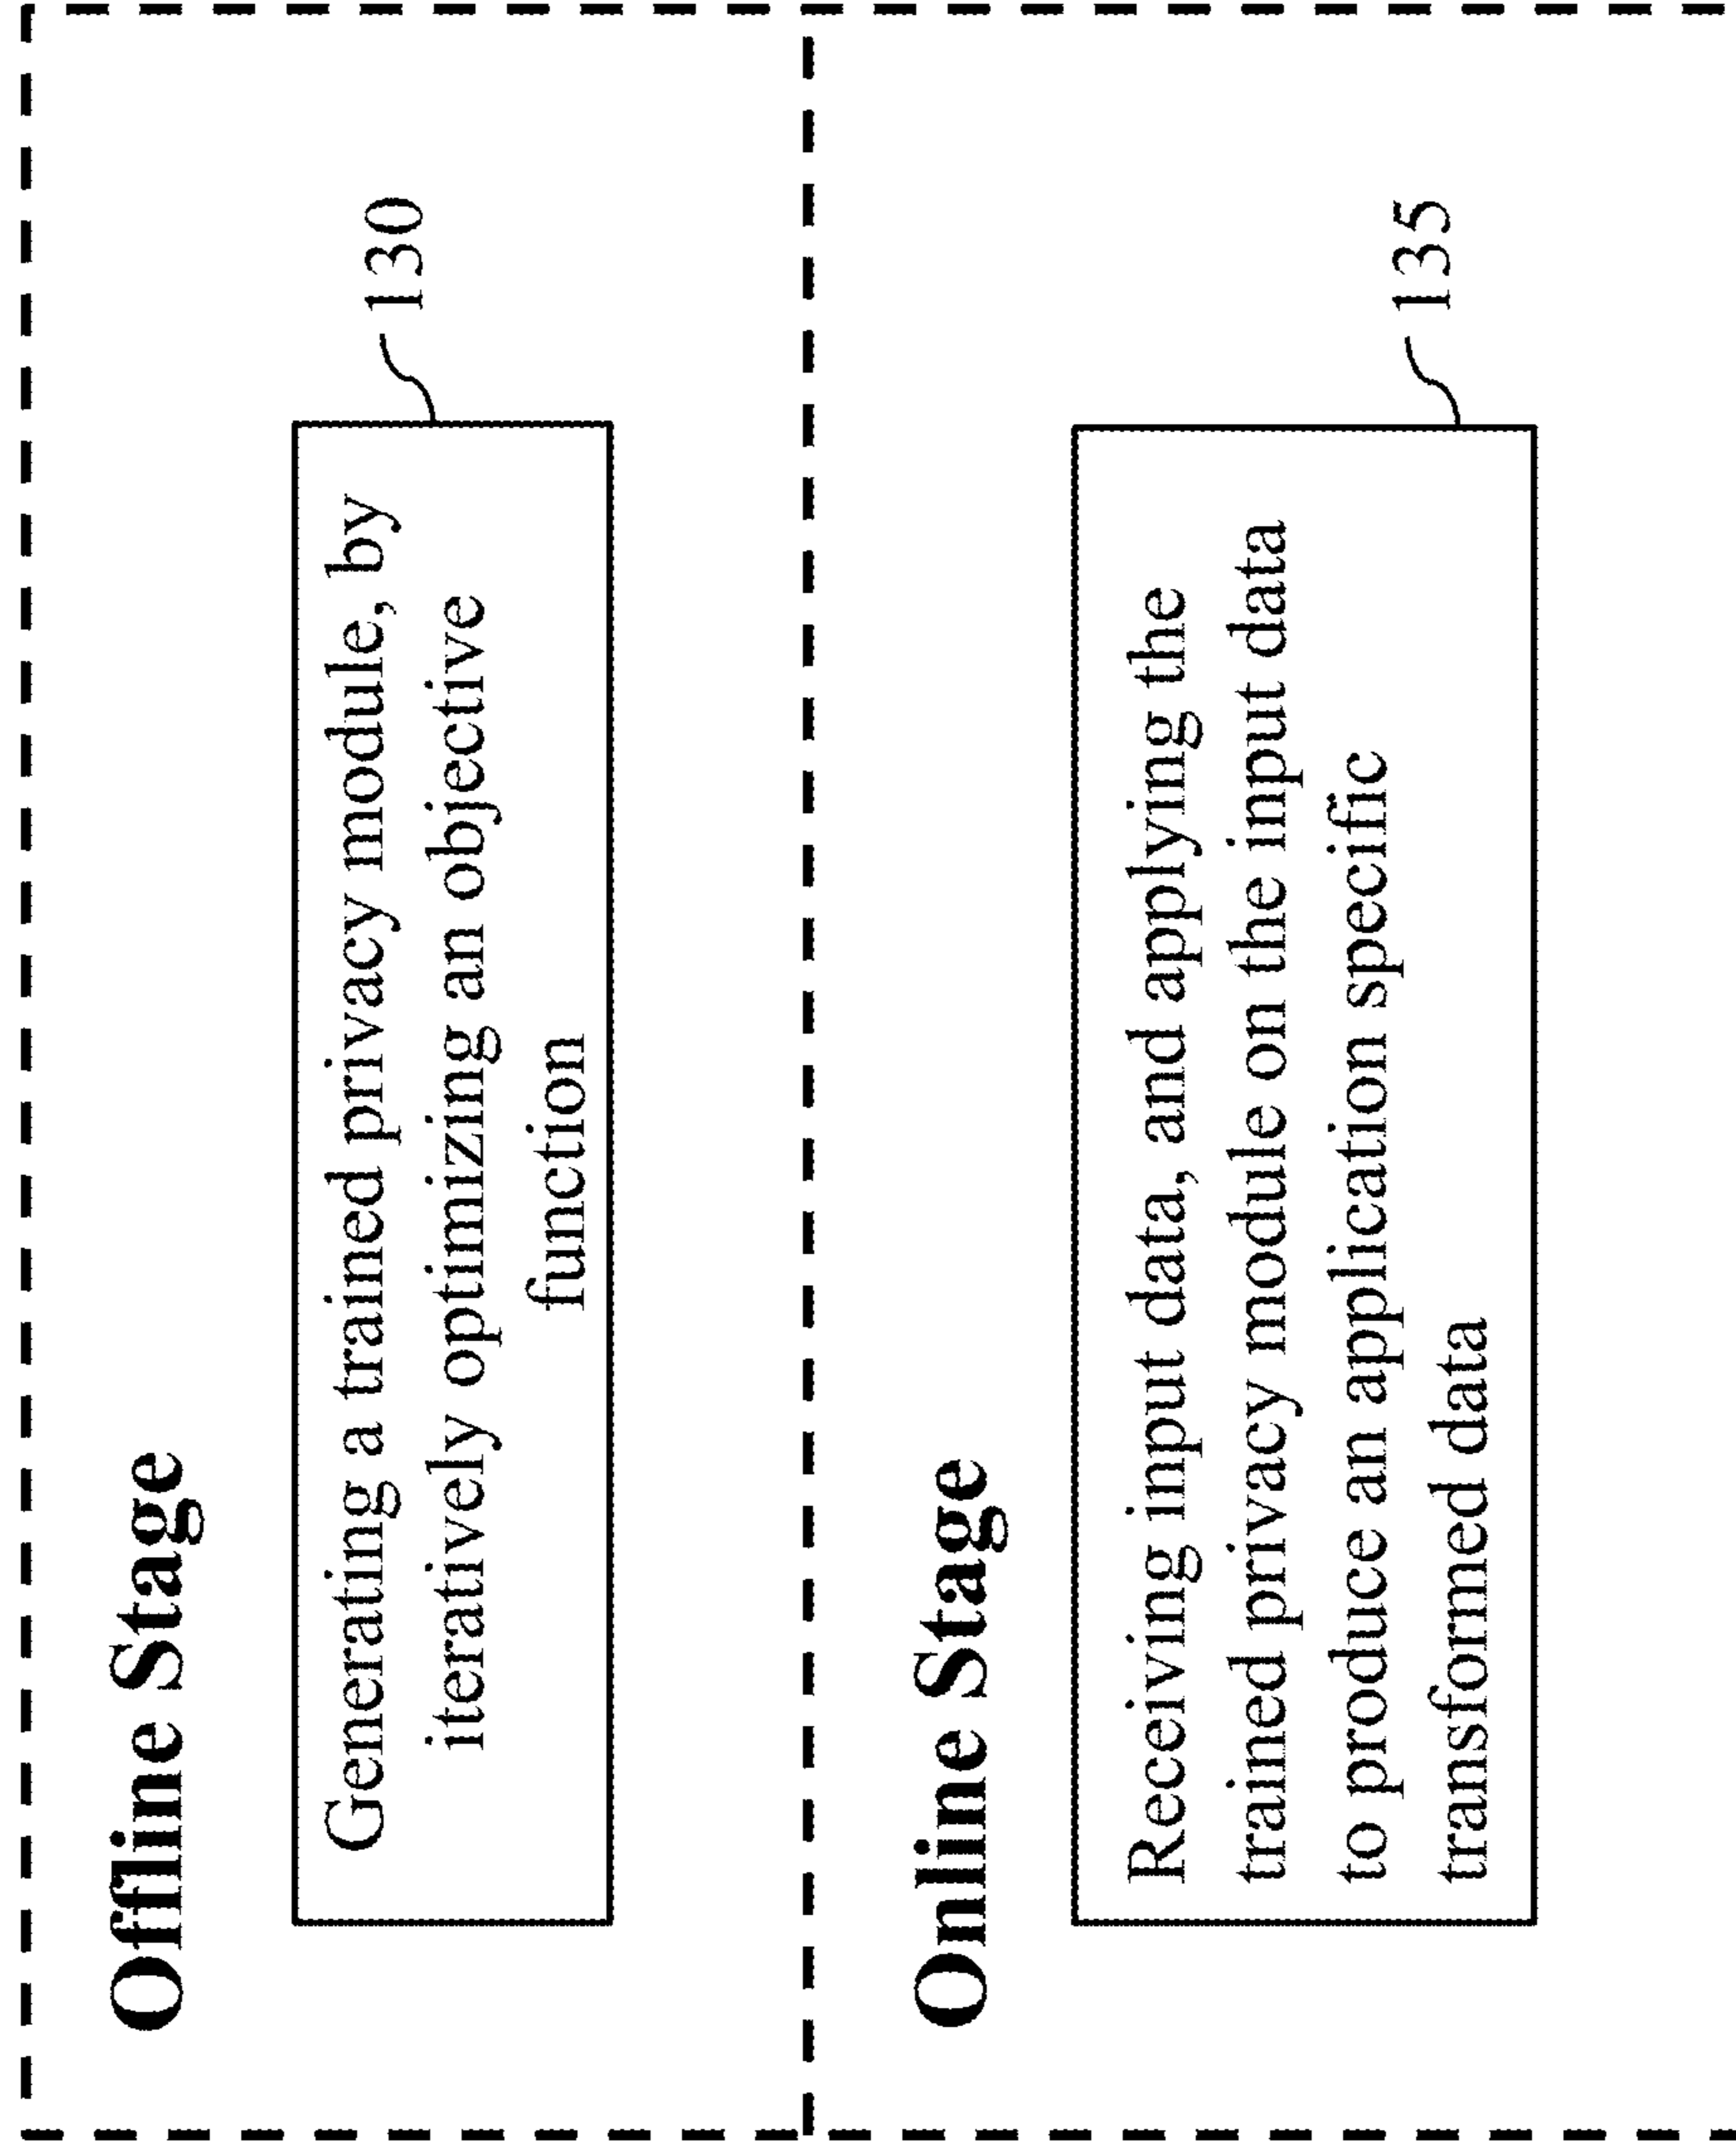 Offline Stage
Generating a trained privacy module, by
iteratively optimizing an objective
function
130
Online Stage
Receiving input data, and applying the
trained privacy module on the input data
to produce an application specific
transformed data
135